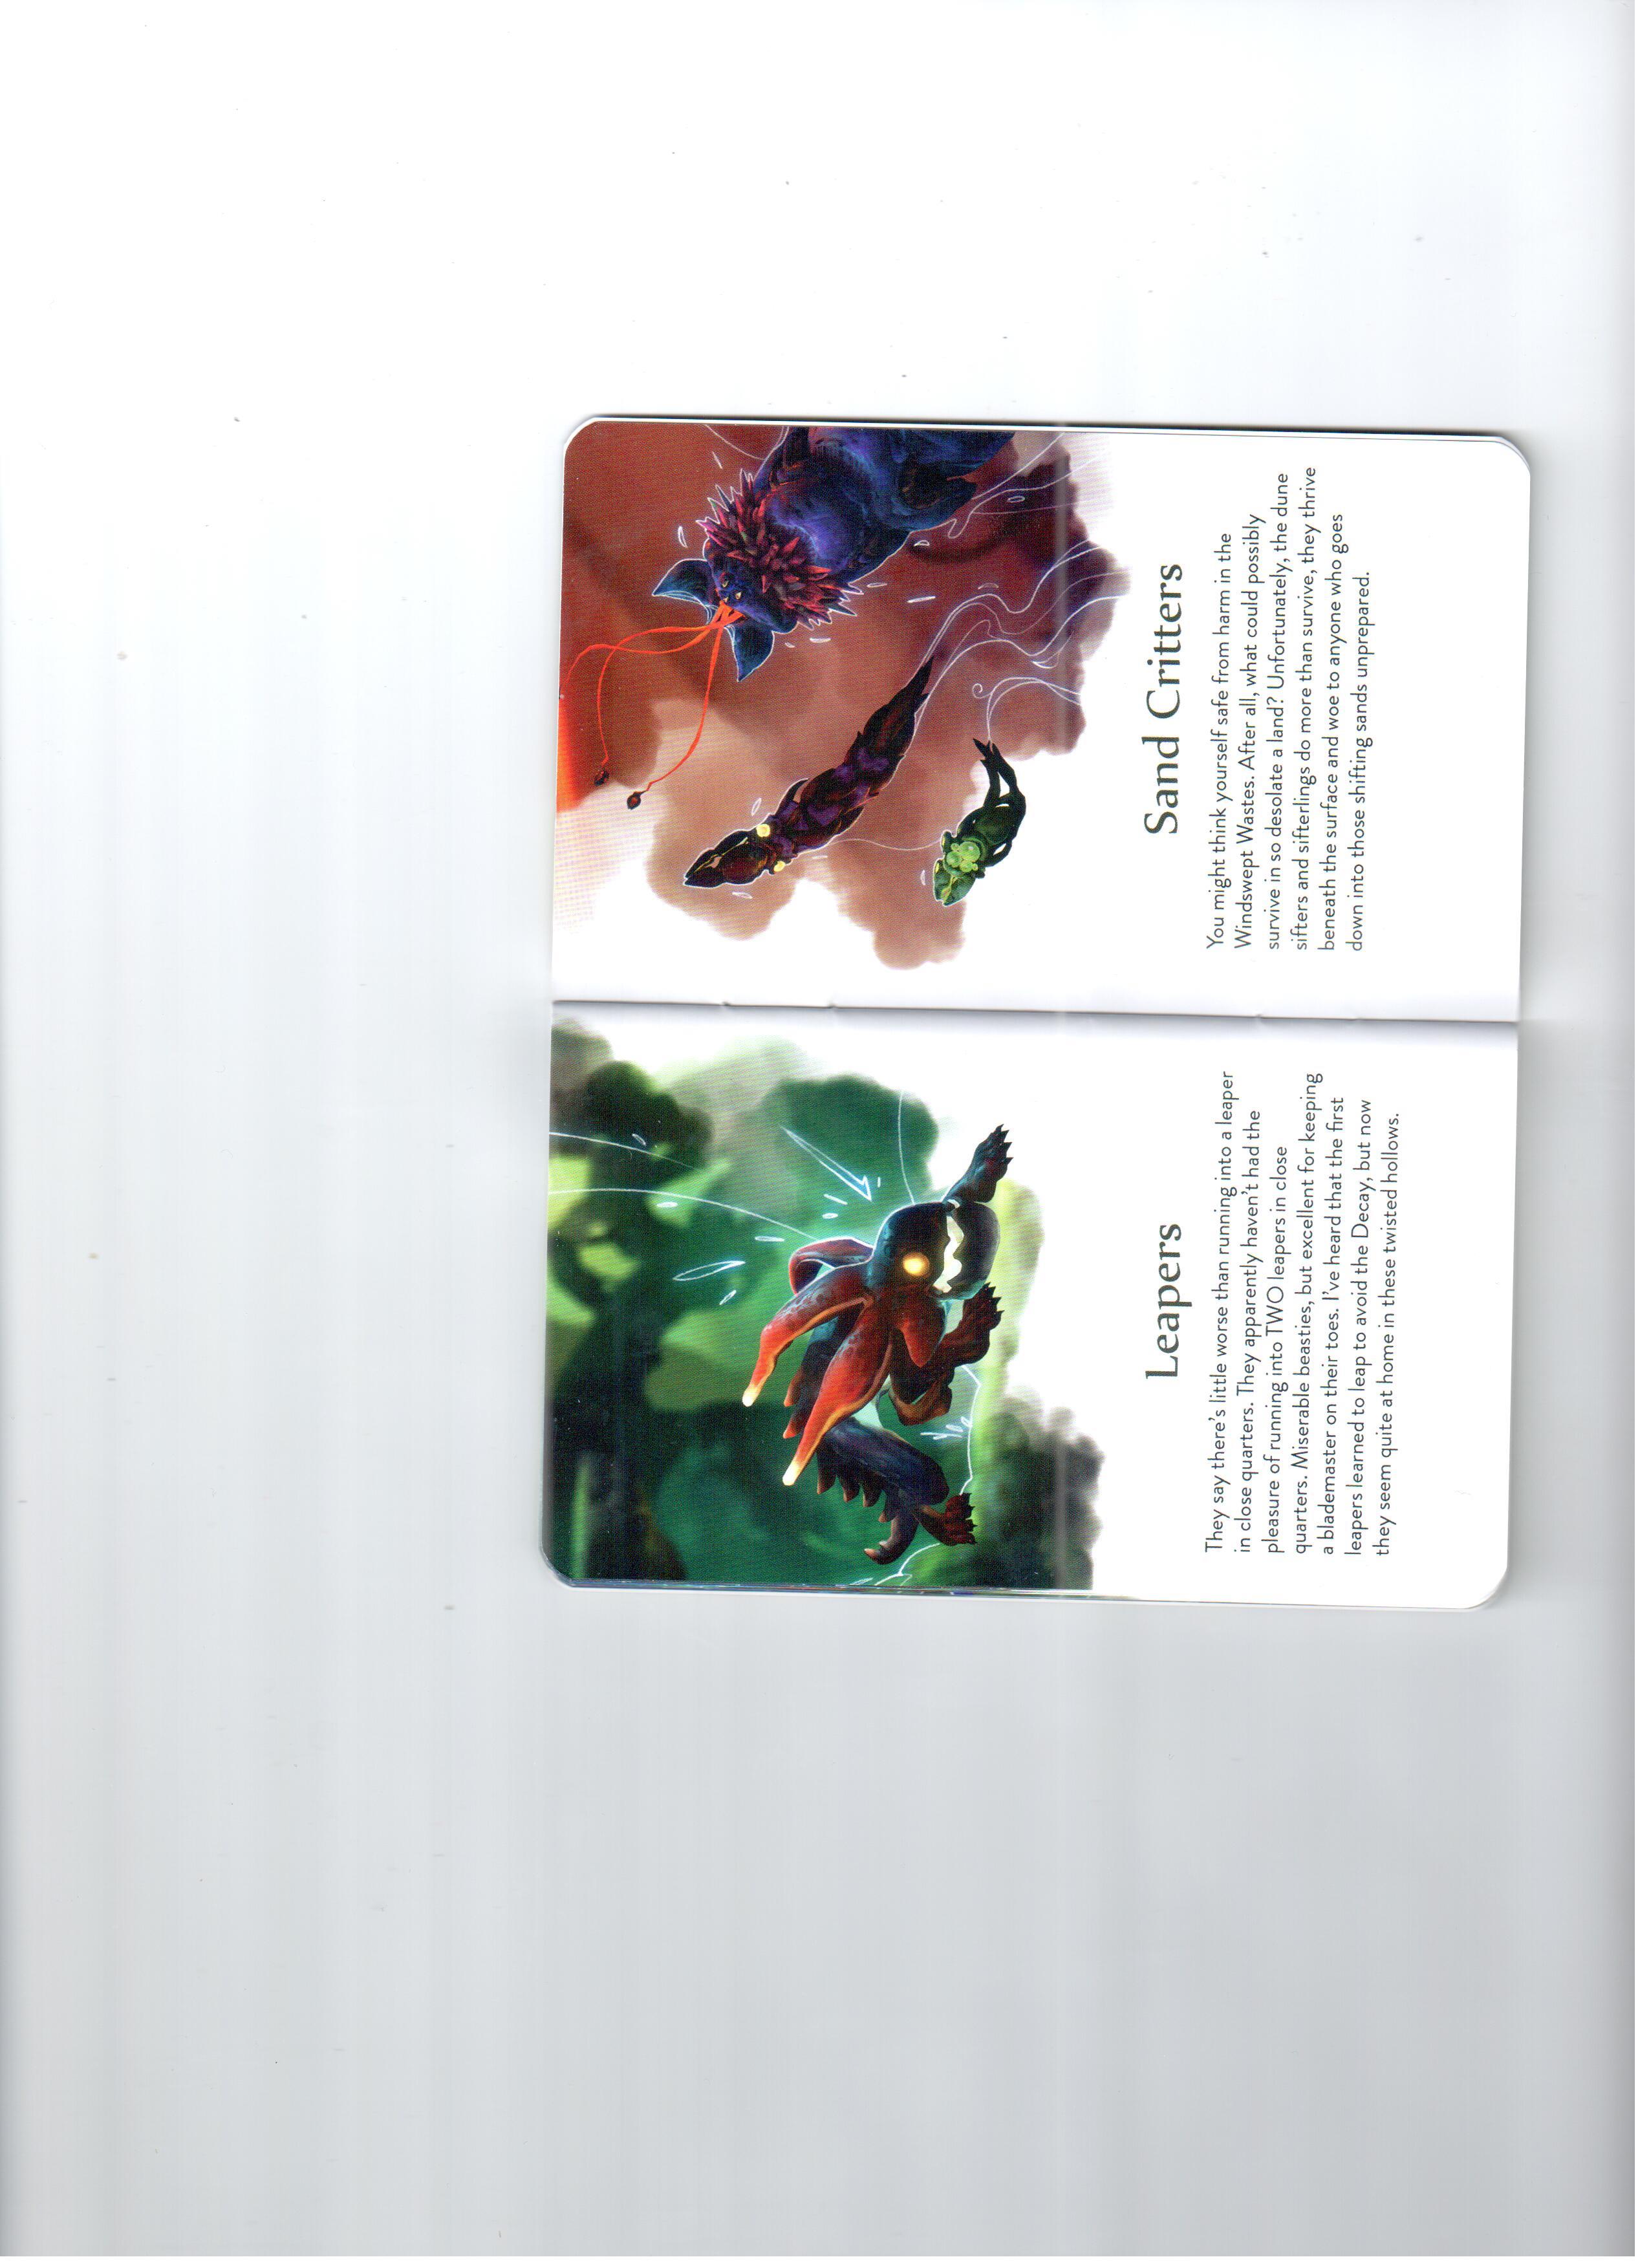 Leapers
They say there's little worse than running into a leaper
in close quarters. They apparently haven't had the
pleasure of running into TWO leapers in close
quarters. Miserable beasties, but excellent for keeping
a blademaster on their toes. I've heard that the first
leapers learned to leap to avoid the Decay, but now
they seem quite at home in these twisted hollows.
Sand Critters
You might think yourself safe from harm in the
Windswept Wastes. After all, what could possibly
survive in so desolate a land? Unfortunately, the dune
sifters and sifterlings do more than survive, they thrive
beneath the surface and woe to anyone who goes
down into those shifting sands unprepared.